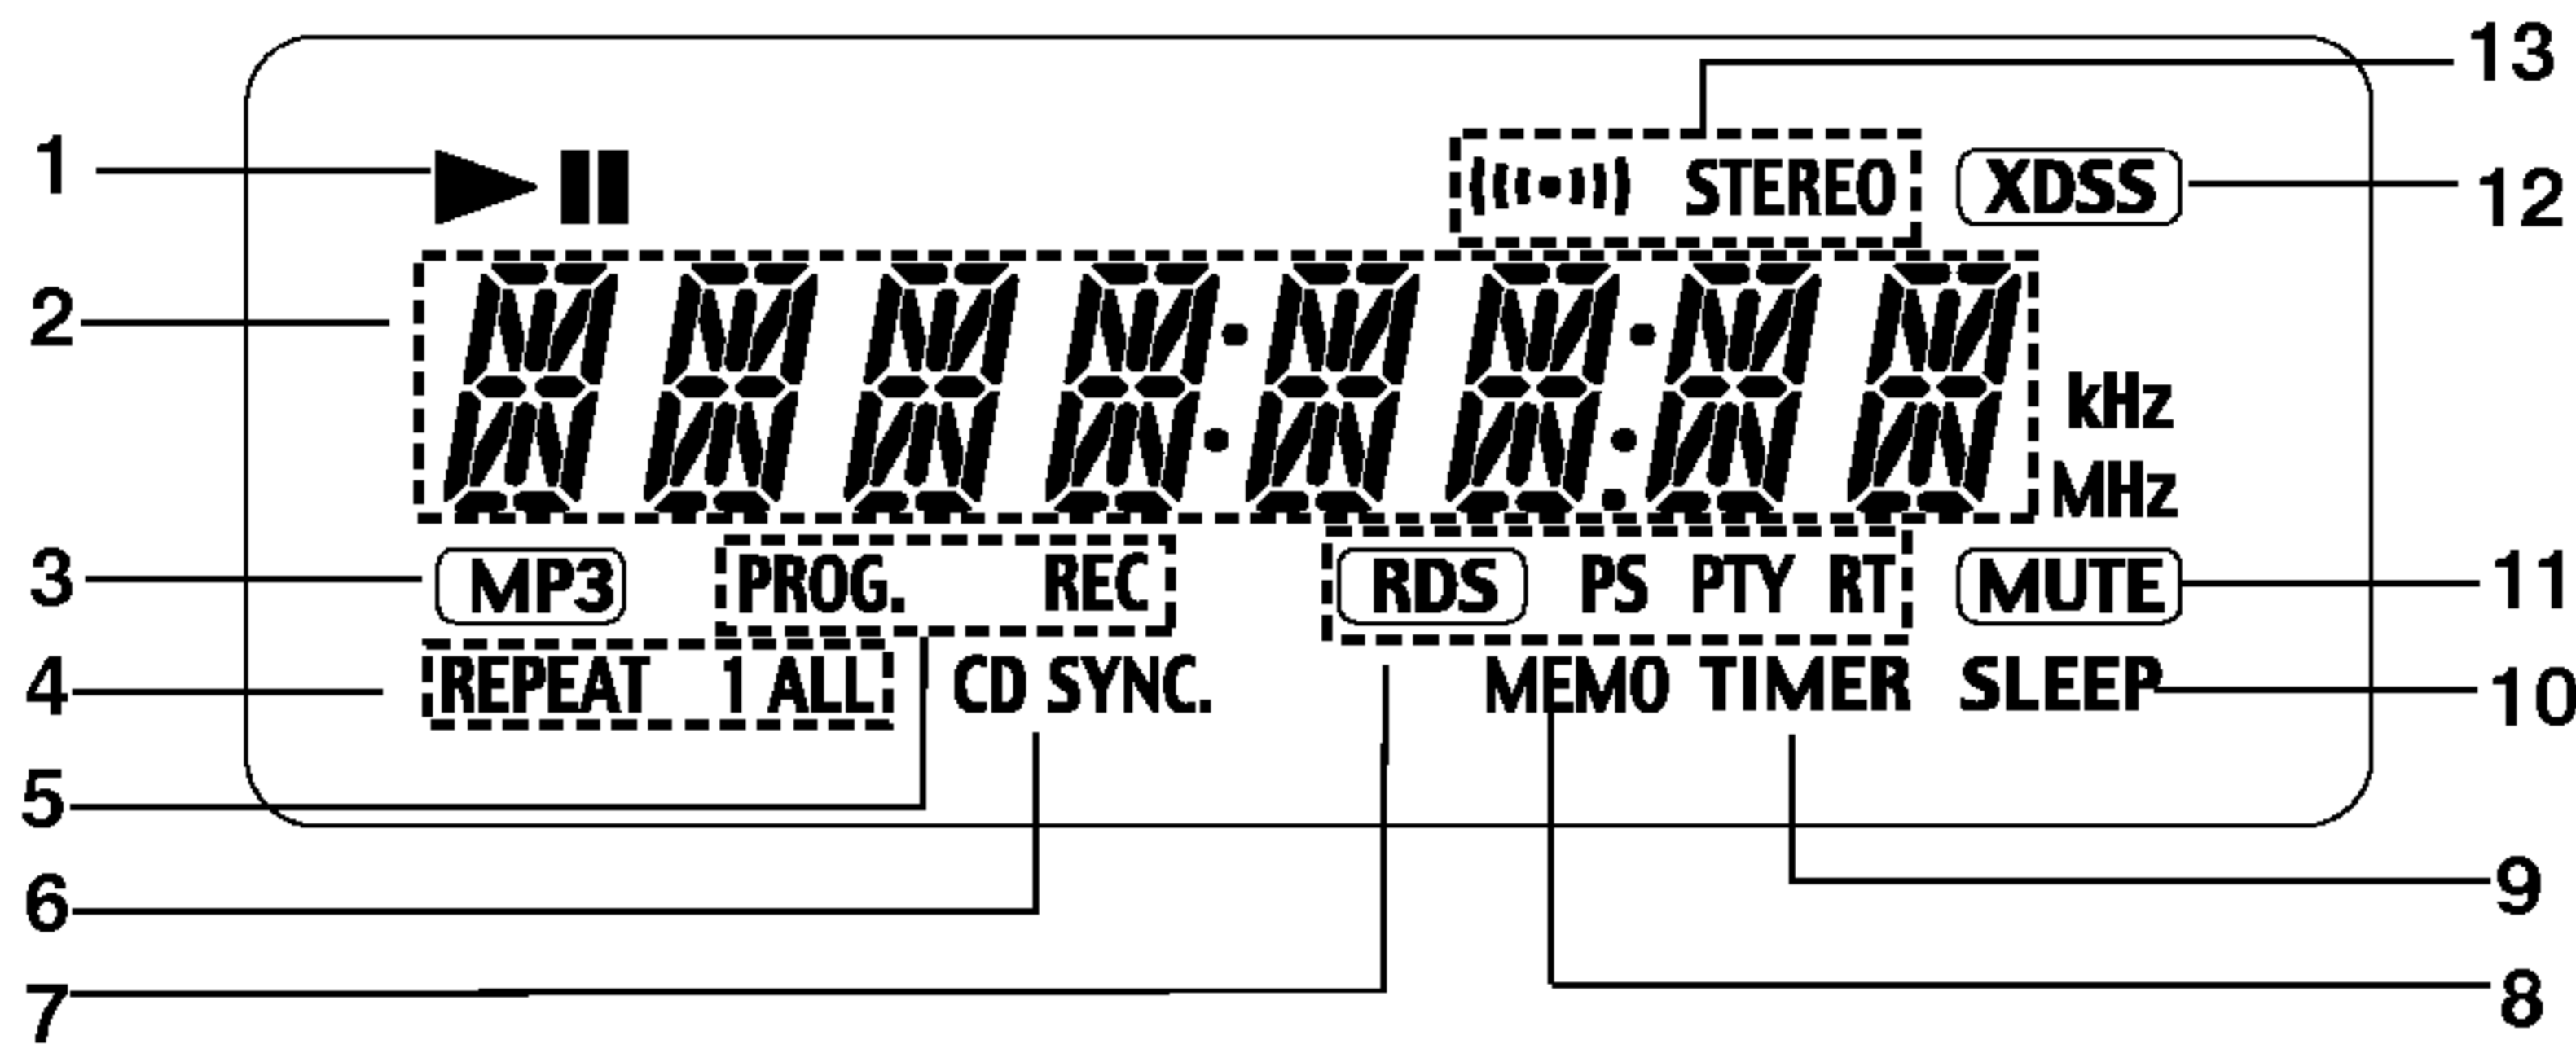 13
1 STEREO XDSS 12
2 kHz
MHz
3 MP3 PROG. REC RDS PS PTY RT MUTE 11
4 REPEAT 1 ALL CD SYNC. MEMO TIMER SLEEP 10
5
6 9
7 8